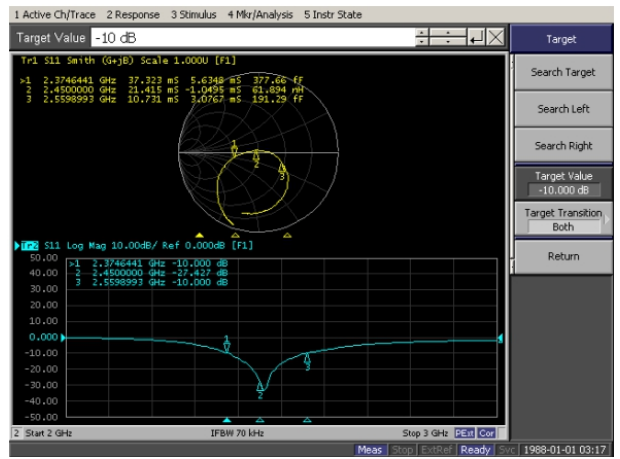 1 Active Ch/Trace 2 Response 3 Stimulus 4 Mkr/Analysis 5 Instr State
Target Value -10 dB
Tr1 S11 Smith (G+jB) Scale 1.000U [F1]
>1 2.3746441 GHz 37.323 mS 5.6348 mS 377.66 fF
2 2.4500000 GHz 21.415 mS -1.0495 mS 61.894 nH
3 2.5598993 GHz 10.731 mS 3.0767 mS 191.29 fF
1
2
3
Tr2 S11 Log Mag 10.00dB/ Ref 0.000dB [F1]
>1 2.3746441 GHz -10.000 dB
2 2.4500000 GHz -27.427 dB
3 2.5598993 GHz -10.000 dB
50.00
40.00
30.00
20.00
10.00
0.000
-10.00
-20.00
-30.00
-40.00
-50.00
1
2
3
2 Start 2 GHz IFBW 70 kHz Stop 3 GHz PExt Cor
Target
Search Target
Search Left
Search Right
Target Value
-10.000 dB
Target Transition
Both
Return
Meas Stop ExtRef Ready Svc 1988-01-01 03:17